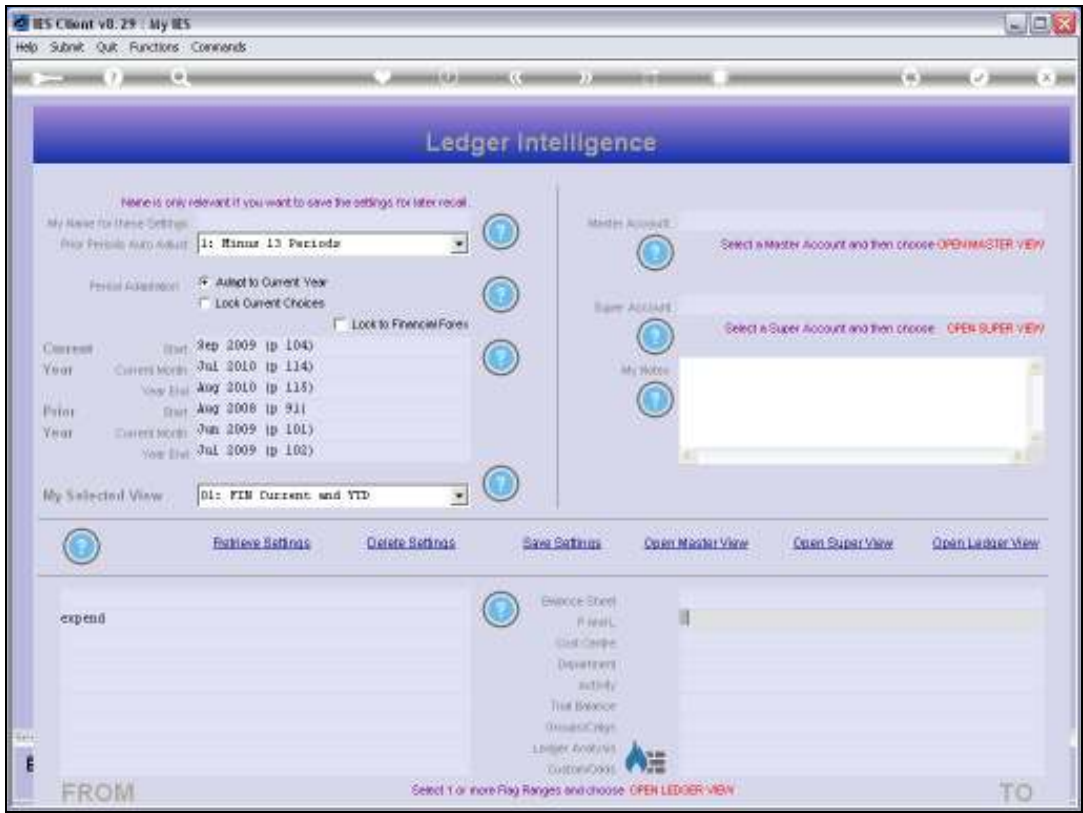 IES Client v8.29 : My IES
Help Submit Quit Functions Commands
Ledger Intelligence
Name is only relevant if you want to save the settings for later recall.
My Name for these Settings
Prior Periods Auto Adjust 1: Minus 13 Periods
Period Adaptation Adapt to Current Year
Lock Current Choices
Lock to Financial Forex
Current Start Sep 2009 (p 104)
Year Current Month Jul 2010 (p 114)
Year End Aug 2010 (p 115)
Prior Start Aug 2008 (p 91)
Year Current Month Jun 2009 (p 101)
Year End Jul 2009 (p 102)
My Selected View 01: FIN Current and YTD
Master Account
Select a Master Account and then choose OPEN MASTER VIEW
Super Account
Select a Super Account and then choose OPEN SUPER VIEW
My Notes
Retrieve Settings Delete Settings Save Settings Open Master View Open Super View Open Ledger View
expend
Balance Sheet
P and L
Cost Centre
Department
Activity
Trial Balance
Ledger Analysis
Custom/Odds
FROM
Select 1 or more Flag Ranges and choose OPEN LEDGER VIEW
TO